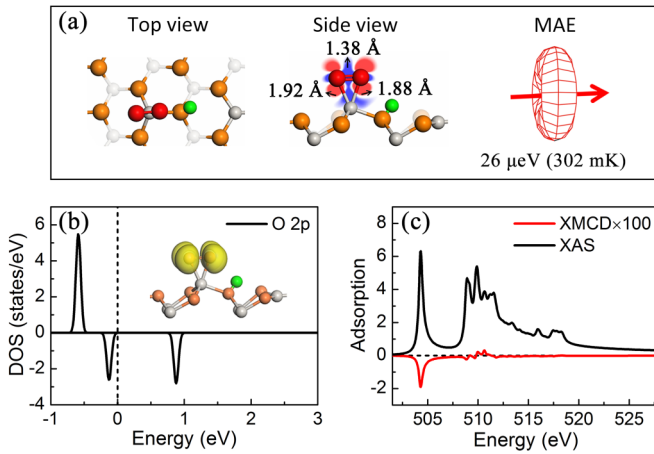 (a) Top view Side view MAE
1.38 Å
1.92 Å 1.88 Å
26 µeV (302 mK)
(b) O 2p
DOS (states/eV)
6
4
2
0
-2
-4
-1 0 1 2 3
Energy (eV)
(c) XMCD×100
XAS
Adsorption
8
6
4
2
0
2
505 510 515 520 525
Energy (eV)